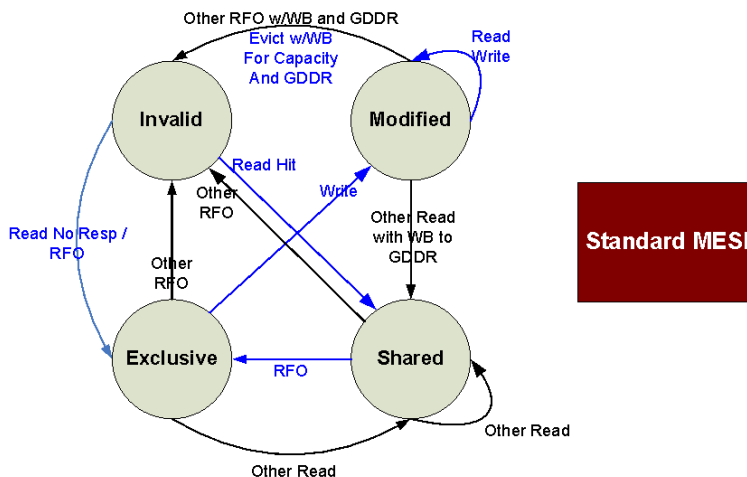 Other RFO w/WB and GDDR
Evict w/WB
For Capacity
And GDDR
Read
Write
Invalid
Modified
Read Hit
Other
RFO
Write
Other Read
with WB to
GDDR
Standard MESI
Read No Resp /
RFO
Other
RFO
Exclusive
Shared
RFO
Other Read
Other Read